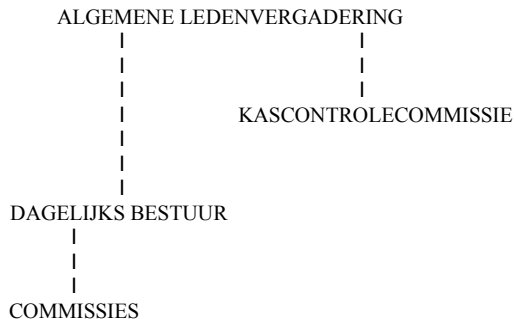 ALGEMENE LEDENVERGADERING
KASCONTROLECOMMISSIE
DAGELIJKS BESTUUR
COMMISSIES